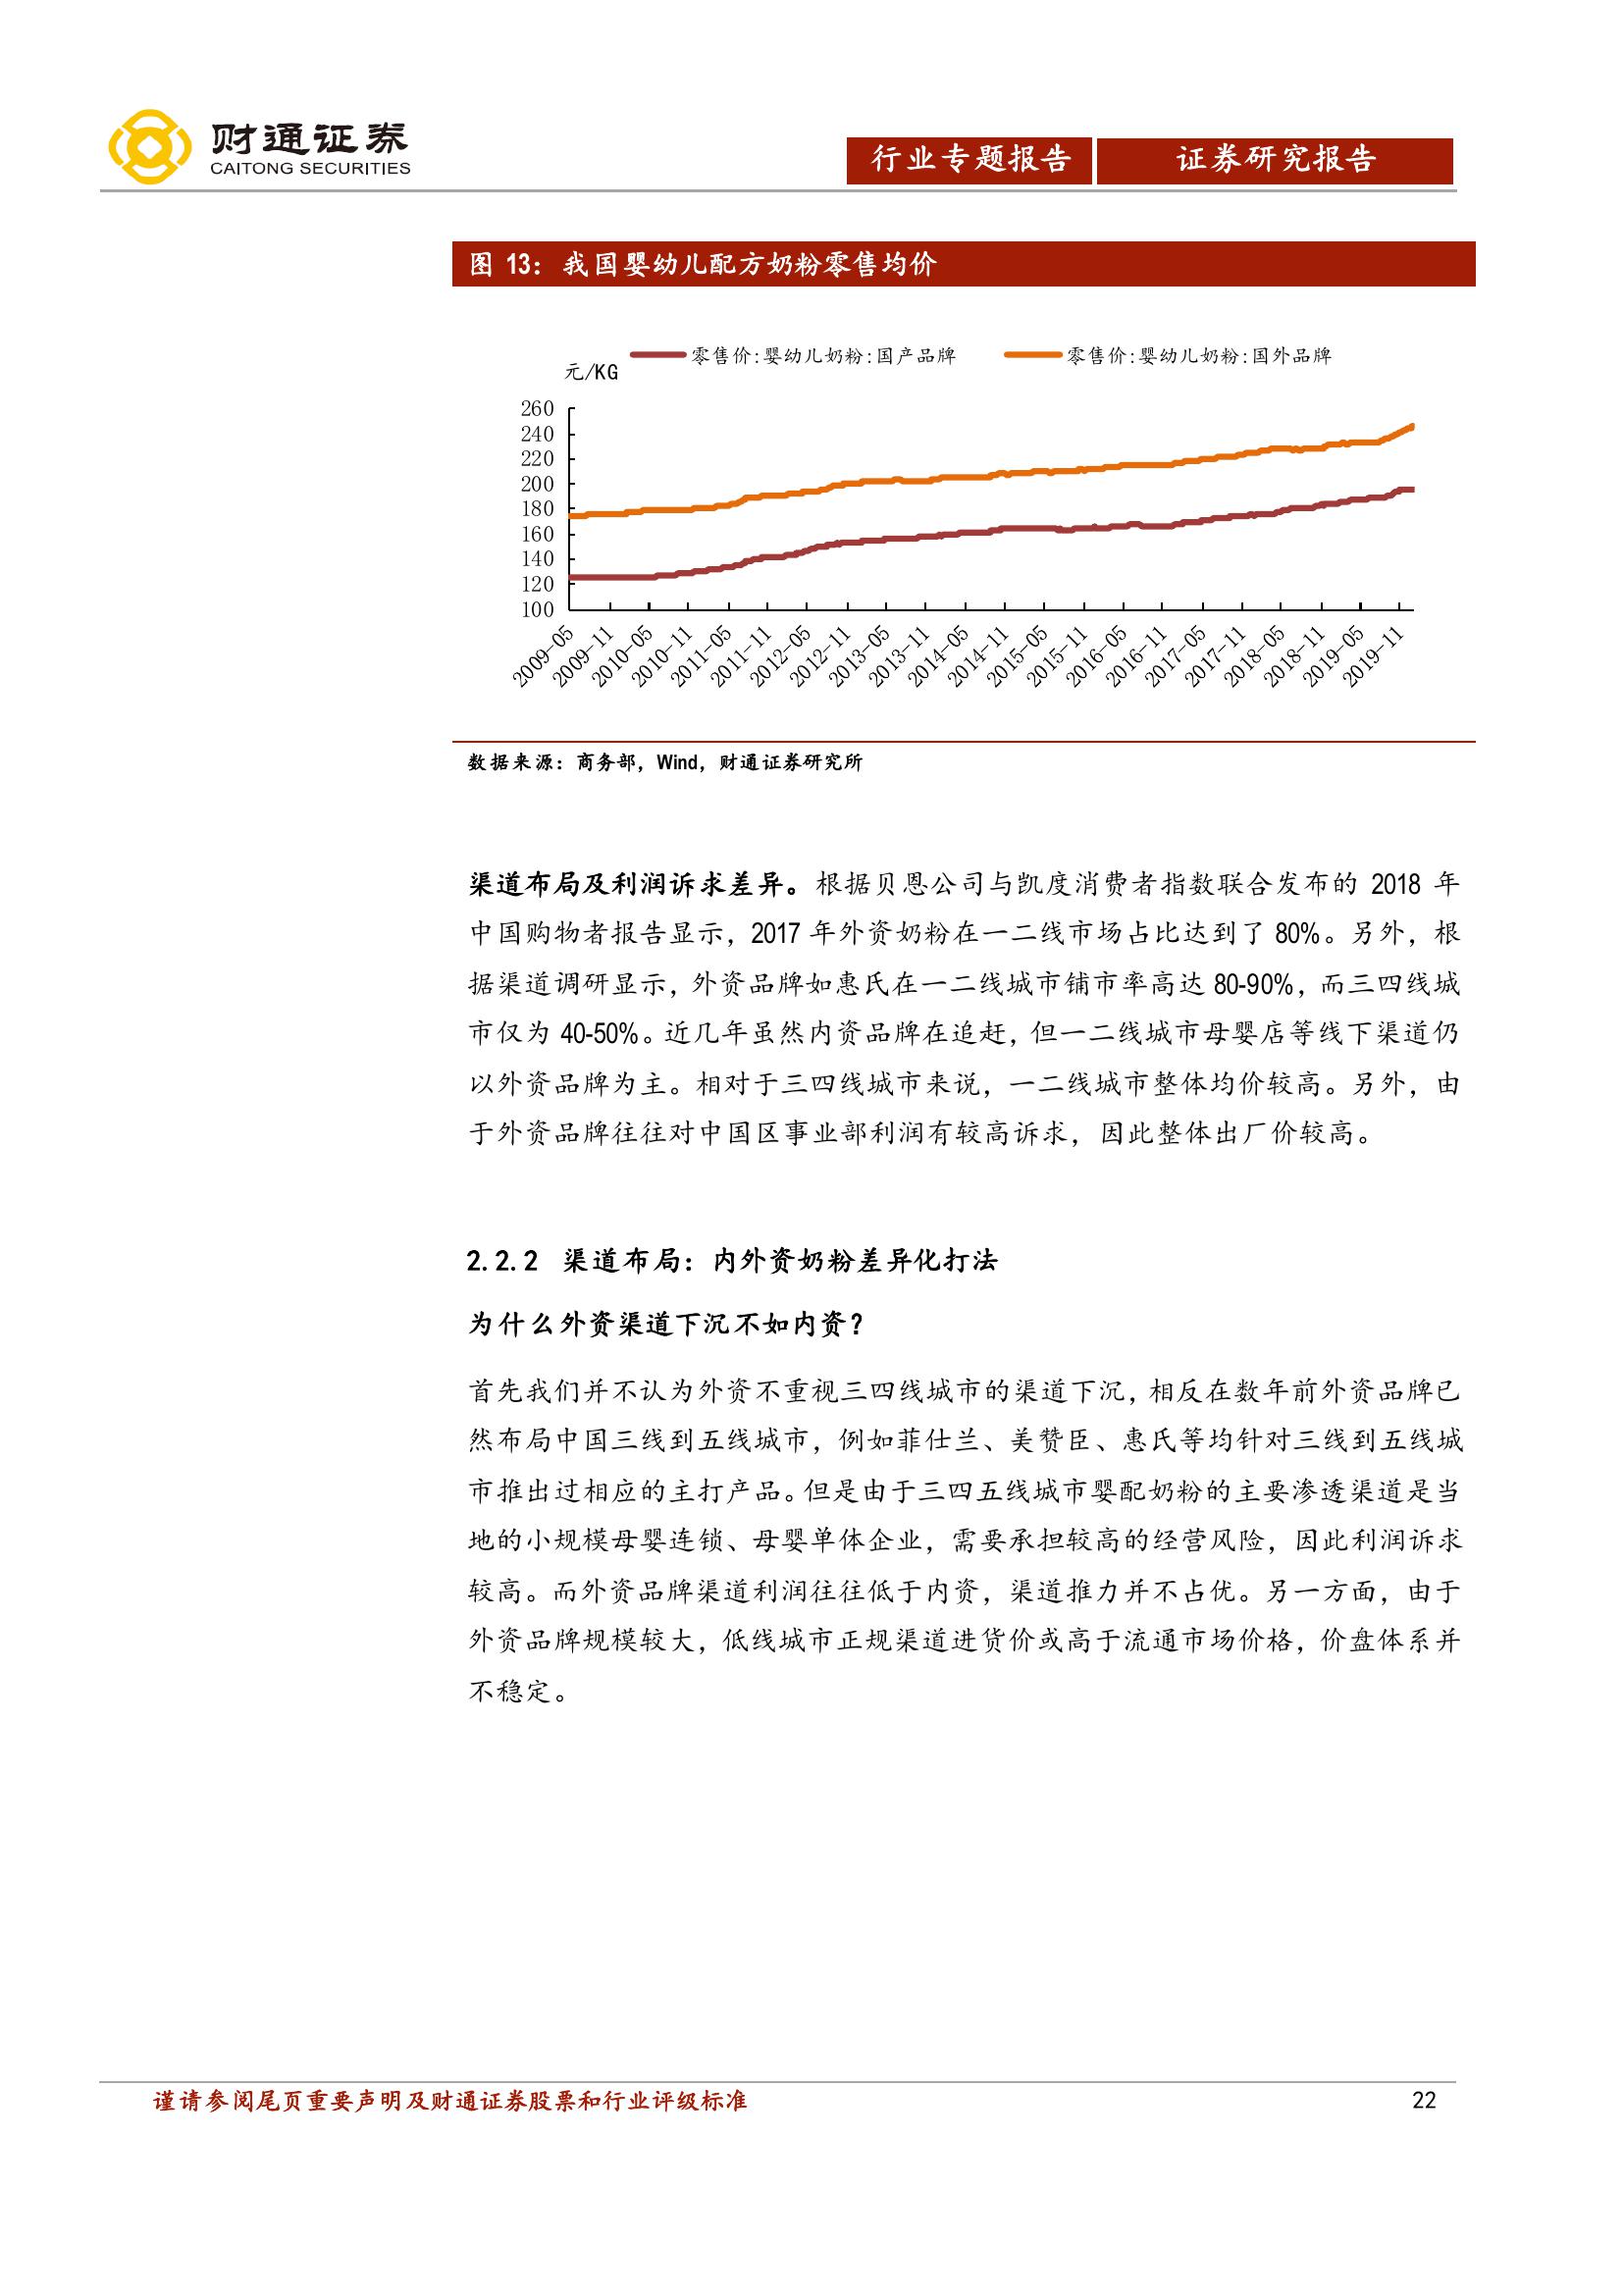 财通证券
CAITONG SECURITIES
行业专题报告
证券研究报告
图 13：我国婴幼儿配方奶粉零售均价
零售价:婴幼儿奶粉:国产品牌
零售价:婴幼儿奶粉:国外品牌
元/KG
260
240
220
200
180
160
140
120
100
2009-05
2009-11
2010-05
2010-11
2011-05
2011-11
2012-05
2012-11
2013-05
2013-11
2014-05
2014-11
2015-05
2015-11
2016-05
2016-11
2017-05
2017-11
2018-05
2018-11
2019-05
2019-11
数据来源：商务部，Wind，财通证券研究所
渠道布局及利润诉求差异。根据贝恩公司与凯度消费者指数联合发布的 2018 年
中国购物者报告显示，2017 年外资奶粉在一二线市场占比达到了 80%。另外，根
据渠道调研显示，外资品牌如惠氏在一二线城市铺市率高达 80-90%，而三四线城
市仅为 40-50%。近几年虽然内资品牌在追赶，但一二线城市母婴店等线下渠道仍
以外资品牌为主。相对于三四线城市来说，一二线城市整体均价较高。另外，由
于外资品牌往往对中国区事业部利润有较高诉求，因此整体出厂价较高。
2.2.2 渠道布局：内外资奶粉差异化打法
为什么外资渠道下沉不如内资？
首先我们并不认为外资不重视三四线城市的渠道下沉，相反在数年前外资品牌已
然布局中国三线到五线城市，例如菲仕兰、美赞臣、惠氏等均针对三线到五线城
市推出过相应的主打产品。但是由于三四五线城市婴配奶粉的主要渗透渠道是当
地的小规模母婴连锁、母婴单体企业，需要承担较高的经营风险，因此利润诉求
较高。而外资品牌渠道利润往往低于内资，渠道推力并不占优。另一方面，由于
外资品牌规模较大，低线城市正规渠道进货价或高于流通市场价格，价盘体系并
不稳定。
谨请参阅尾页重要声明及财通证券股票和行业评级标准
22